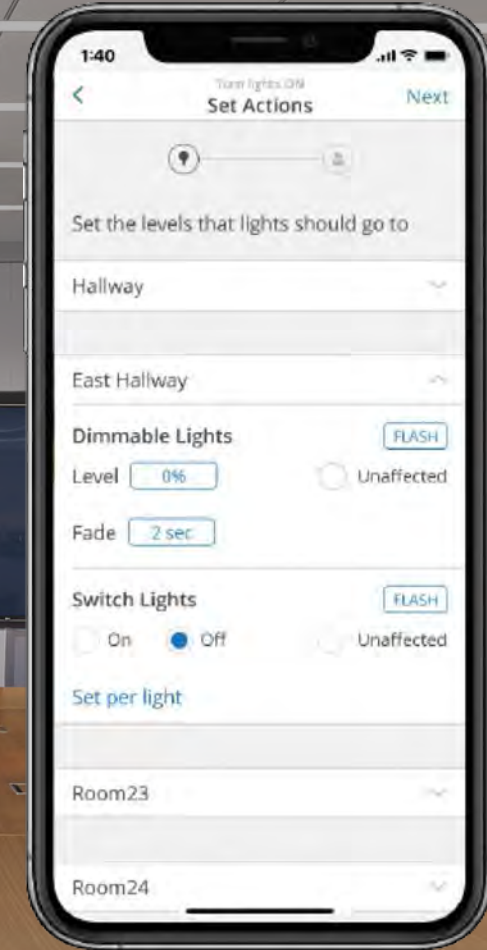 1:40
Turn lights ON
Set Actions
Next
Set the levels that lights should go to
Hallway
East Hallway
Dimmable Lights
FLASH
Level
0%
Unaffected
Fade
2 sec
Switch Lights
FLASH
On
Off
Unaffected
Set per light
Room23
Room24